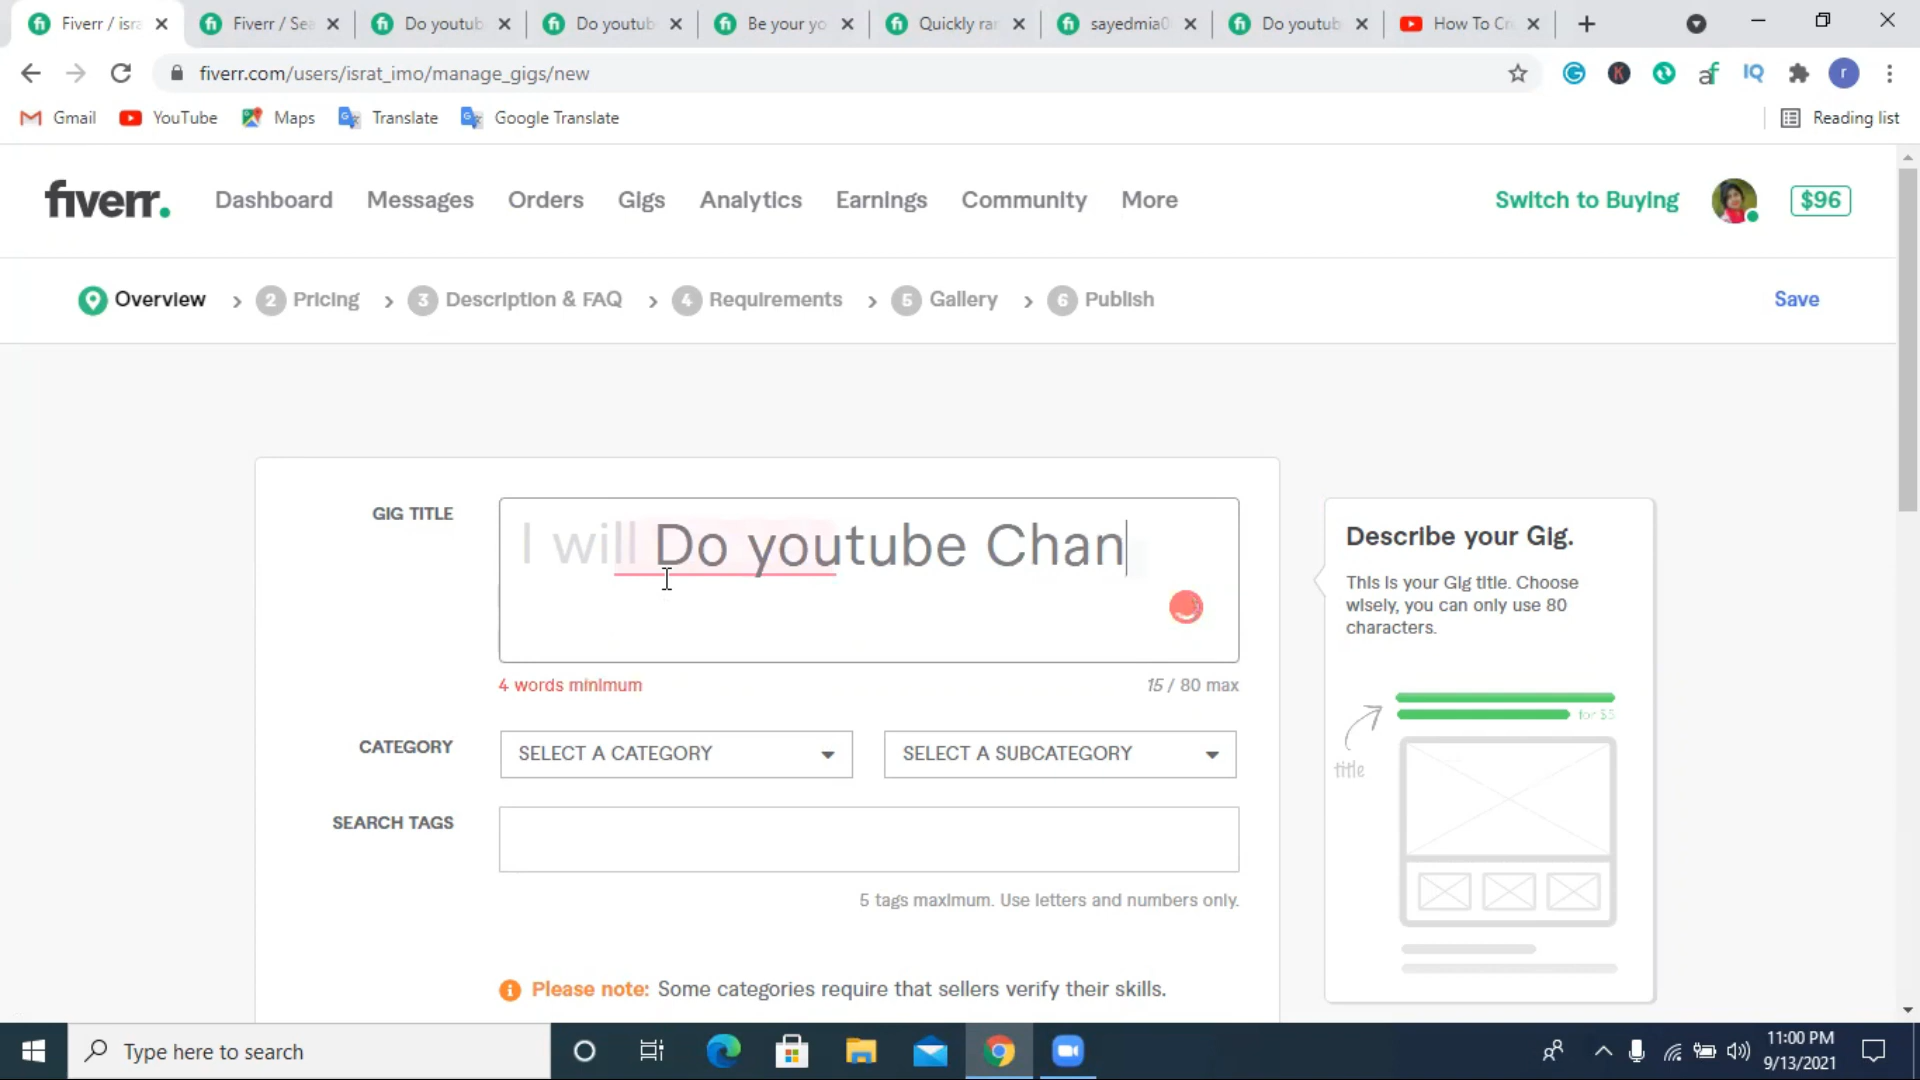 Fiverr / isra
Fiverr / Sea
Do youtub
Do youtub
Be your yo
Quickly ran
sayedmia0
Do youtub
How To Cr
fiverr.com/users/israt_imo/manage_gigs/new
Gmail
YouTube
Maps
Translate
Google Translate
Reading list
fiverr.
Dashboard
Messages
Orders
Gigs
Analytics
Earnings
Community
More
Switch to Buying
$96
Overview
2 Pricing
3 Description & FAQ
4 Requirements
5 Gallery
6 Publish
Save
GIG TITLE
I will Do youtube Chan
4 words minimum
15 / 80 max
CATEGORY
SELECT A CATEGORY
SELECT A SUBCATEGORY
SEARCH TAGS
5 tags maximum. Use letters and numbers only.
Please note: Some categories require that sellers verify their skills.
Describe your Gig.
This is your Gig title. Choose
wisely, you can only use 80
characters.
for $5
title
Type here to search
11:00 PM
9/13/2021